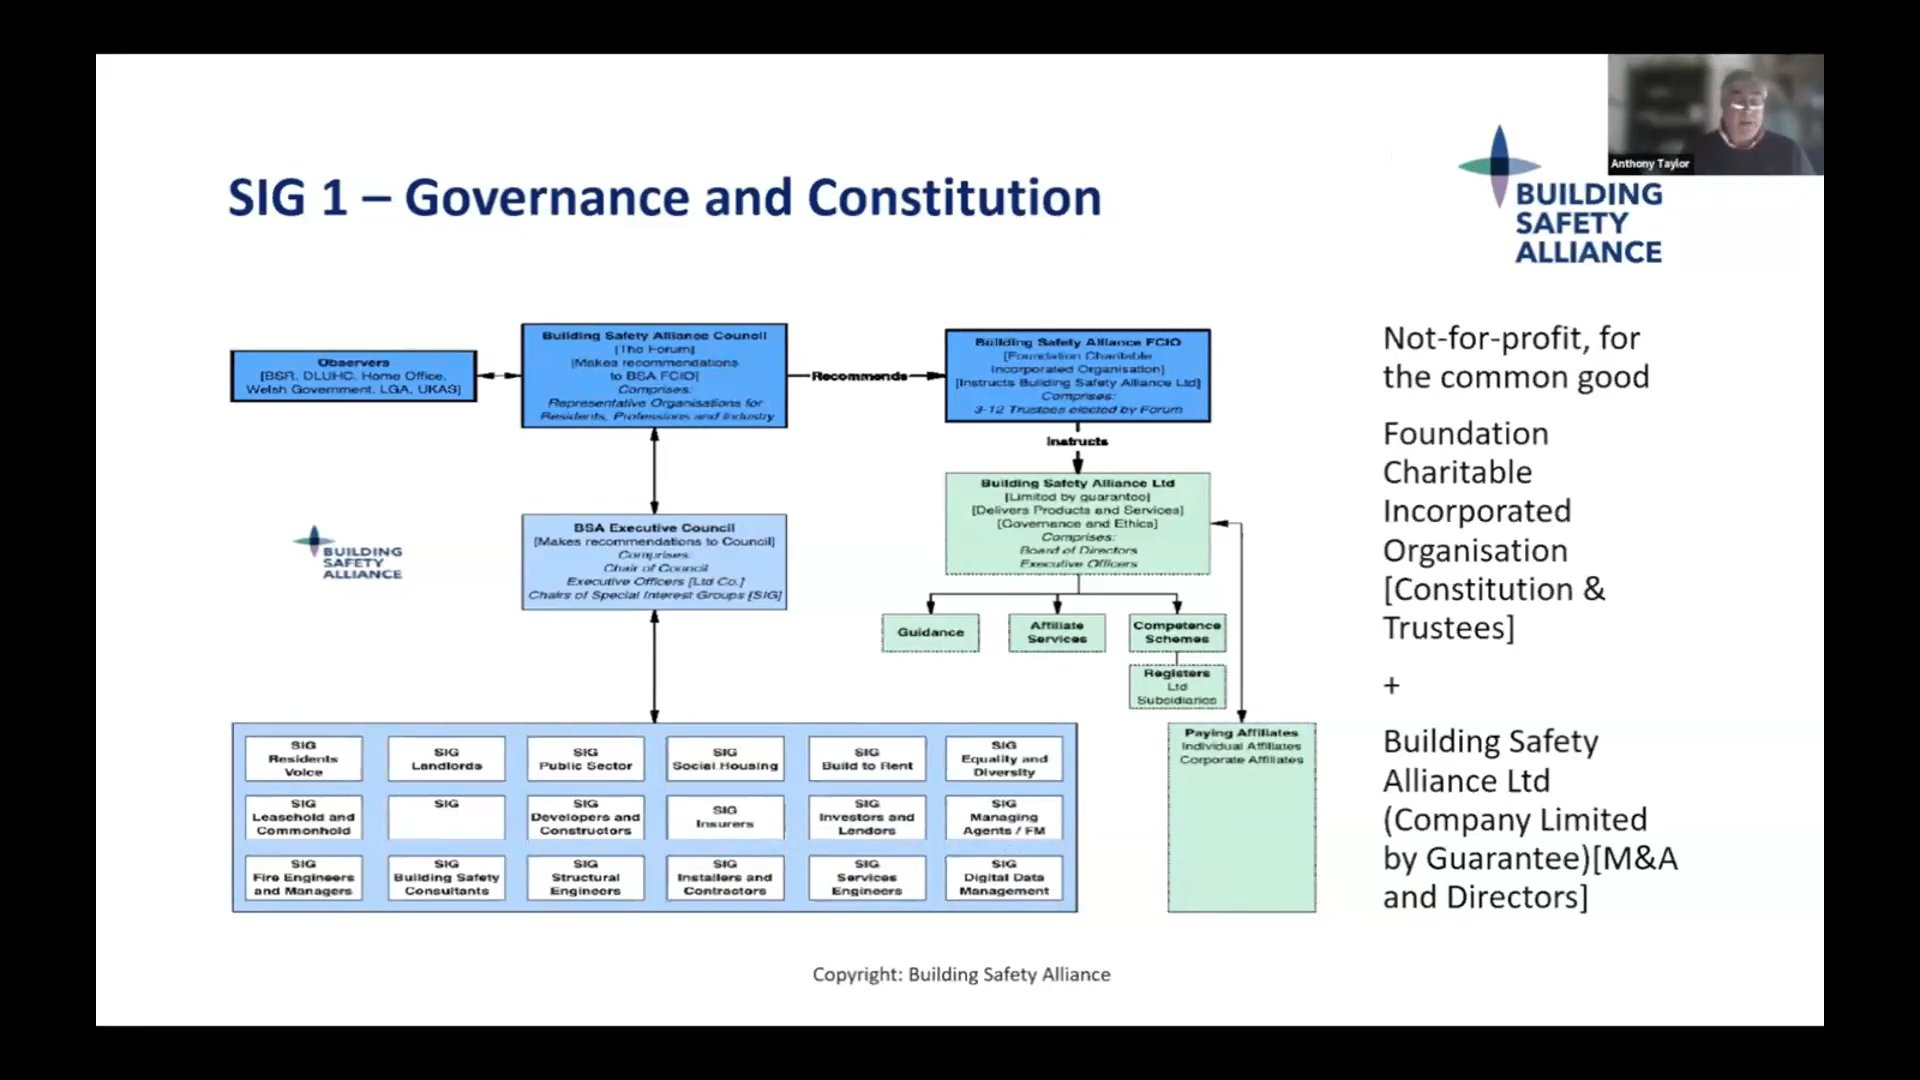 Anthony Taylor
BUILDING
SAFETY
ALLIANCE
SIG 1 – Governance and Constitution
Observers
[BSR, DLUHC, Home Office,
Welsh Government, LGA, UKAS]
Building Safety Alliance Council
[The Forum]
[Makes recommendations
to BSA FCIO]
Comprises:
Representative Organisations for
Residents, Professions and Industry
Recommends
Building Safety Alliance FCIO
[Foundation Charitable
Incorporated Organisation]
[Instructs Building Safety Alliance Ltd]
Comprises:
3-12 Trustees elected by Forum
Instructs
Building Safety Alliance Ltd
[Limited by guarantee]
[Delivers Products and Services]
[Governance and Ethics]
Comprises:
Board of Directors
Executive Officers
BUILDING
SAFETY
ALLIANCE
BSA Executive Council
[Makes recommendations to Council]
Comprises:
Chair of Council
Executive Officers [Ltd Co.]
Chairs of Special Interest Groups [SIG]
Guidance
Affiliate
Services
Competence
Schemes
Registers
Ltd
Subsidiaries
SIG
Residents
Voice
SIG
Landlords
SIG
Public Sector
SIG
Social Housing
SIG
Build to Rent
SIG
Equality and
Diversity
SIG
Leasehold and
Commonhold
SIG
SIG
Developers and
Constructors
SIG
Insurers
SIG
Investors and
Lenders
SIG
Managing
Agents / FM
SIG
Fire Engineers
and Managers
SIG
Building Safety
Consultants
SIG
Structural
Engineers
SIG
Installers and
Contractors
SIG
Services
Engineers
SIG
Digital Data
Management
Paying Affiliates
Individual Affiliates
Corporate Affiliates
Not-for-profit, for
the common good
Foundation
Charitable
Incorporated
Organisation
[Constitution &
Trustees]
+
Building Safety
Alliance Ltd
(Company Limited
by Guarantee)[M&A
and Directors]
Copyright: Building Safety Alliance